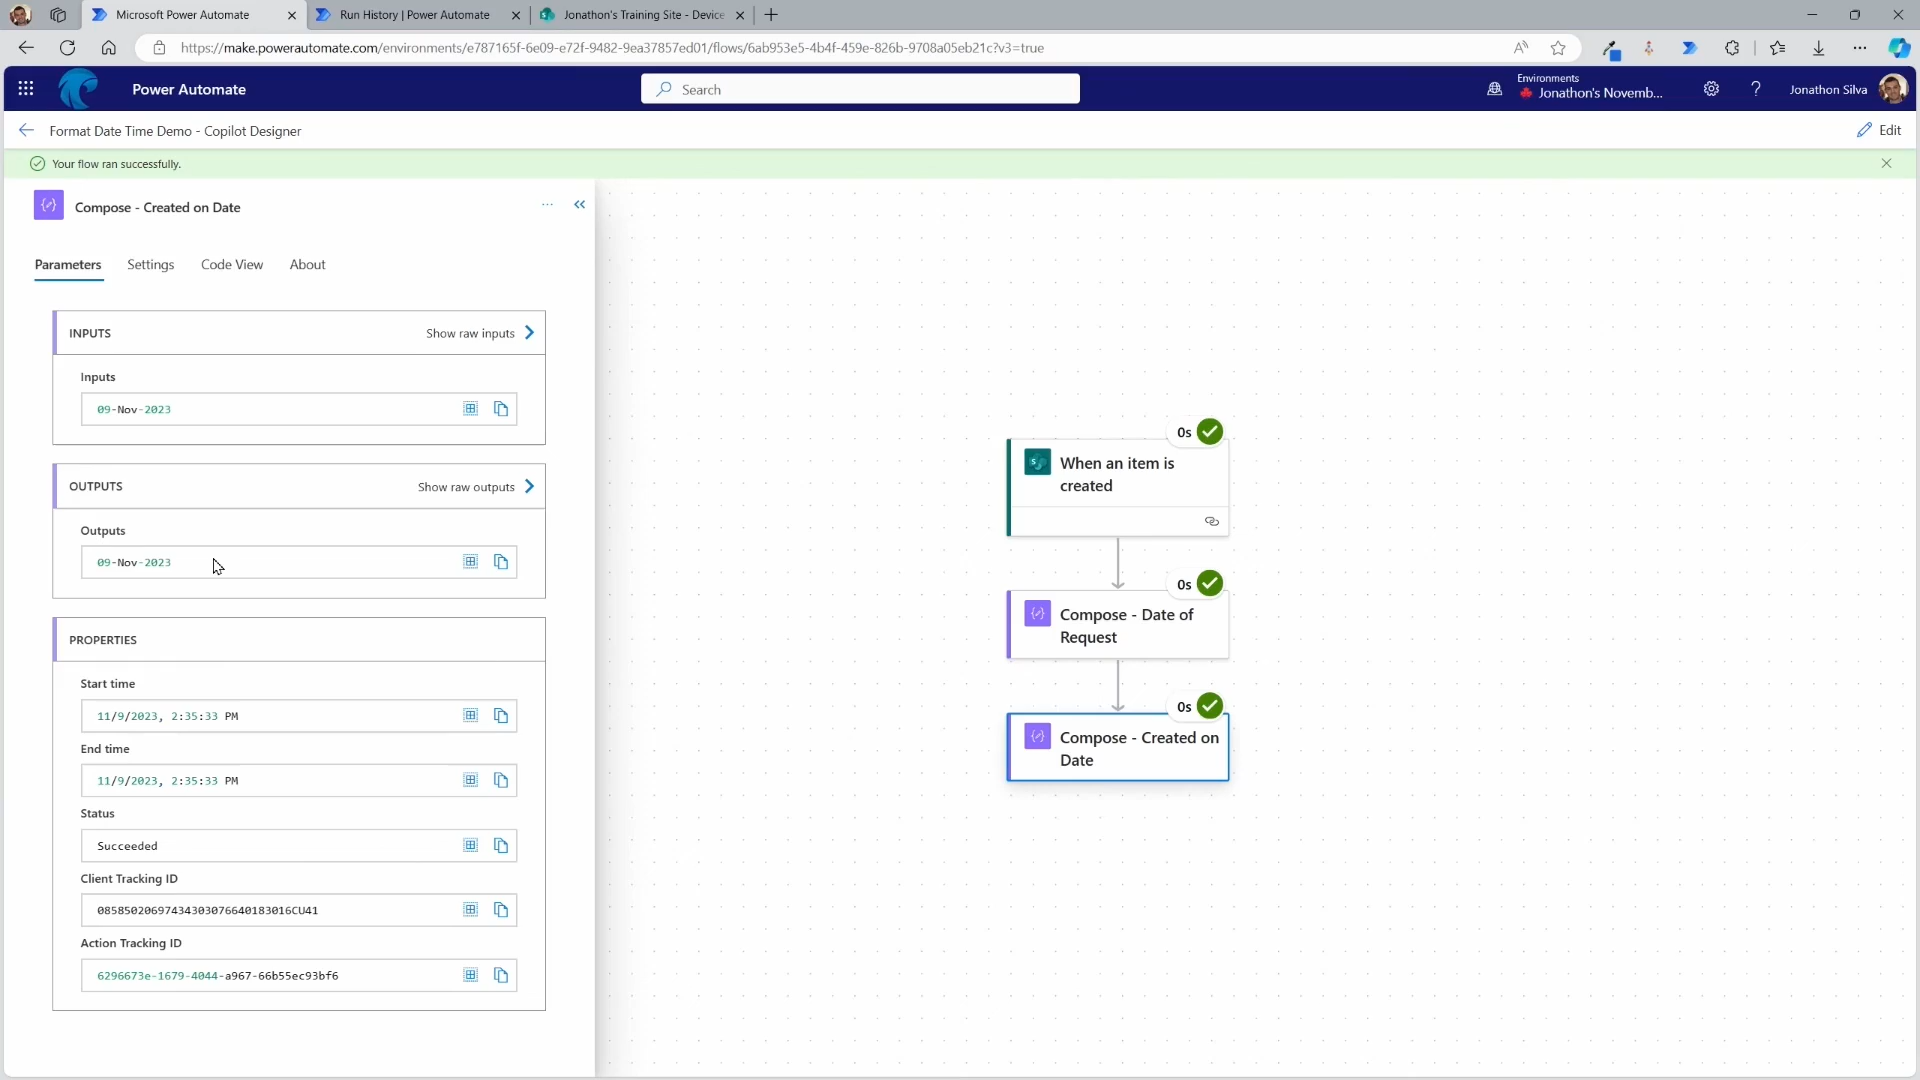 Microsoft Power Automate
Run History | Power Automate
Jonathon's Training Site - Device
https://make.powerautomate.com/environments/e787165f-6e09-e72f-9482-9ea37857ed01/flows/6ab953e5-4b4f-459e-826b-9708a05eb21c?v3=true
Power Automate
Search
Environments
Jonathon's Novemb...
?
Jonathon Silva
Format Date Time Demo - Copilot Designer
Edit
Your flow ran successfully.
Compose - Created on Date
Parameters
Settings
Code View
About
INPUTS
Show raw inputs
Inputs
09-Nov-2023
OUTPUTS
Show raw outputs
Outputs
09-Nov-2023
PROPERTIES
Start time
11/9/2023, 2:35:33 PM
End time
11/9/2023, 2:35:33 PM
Status
Succeeded
Client Tracking ID
08585020697434303076640183016CU41
Action Tracking ID
6296673e-1679-4044-a967-66b55ec93bf6
0s
When an item is
created
0s
Compose - Date of
Request
0s
Compose - Created on
Date